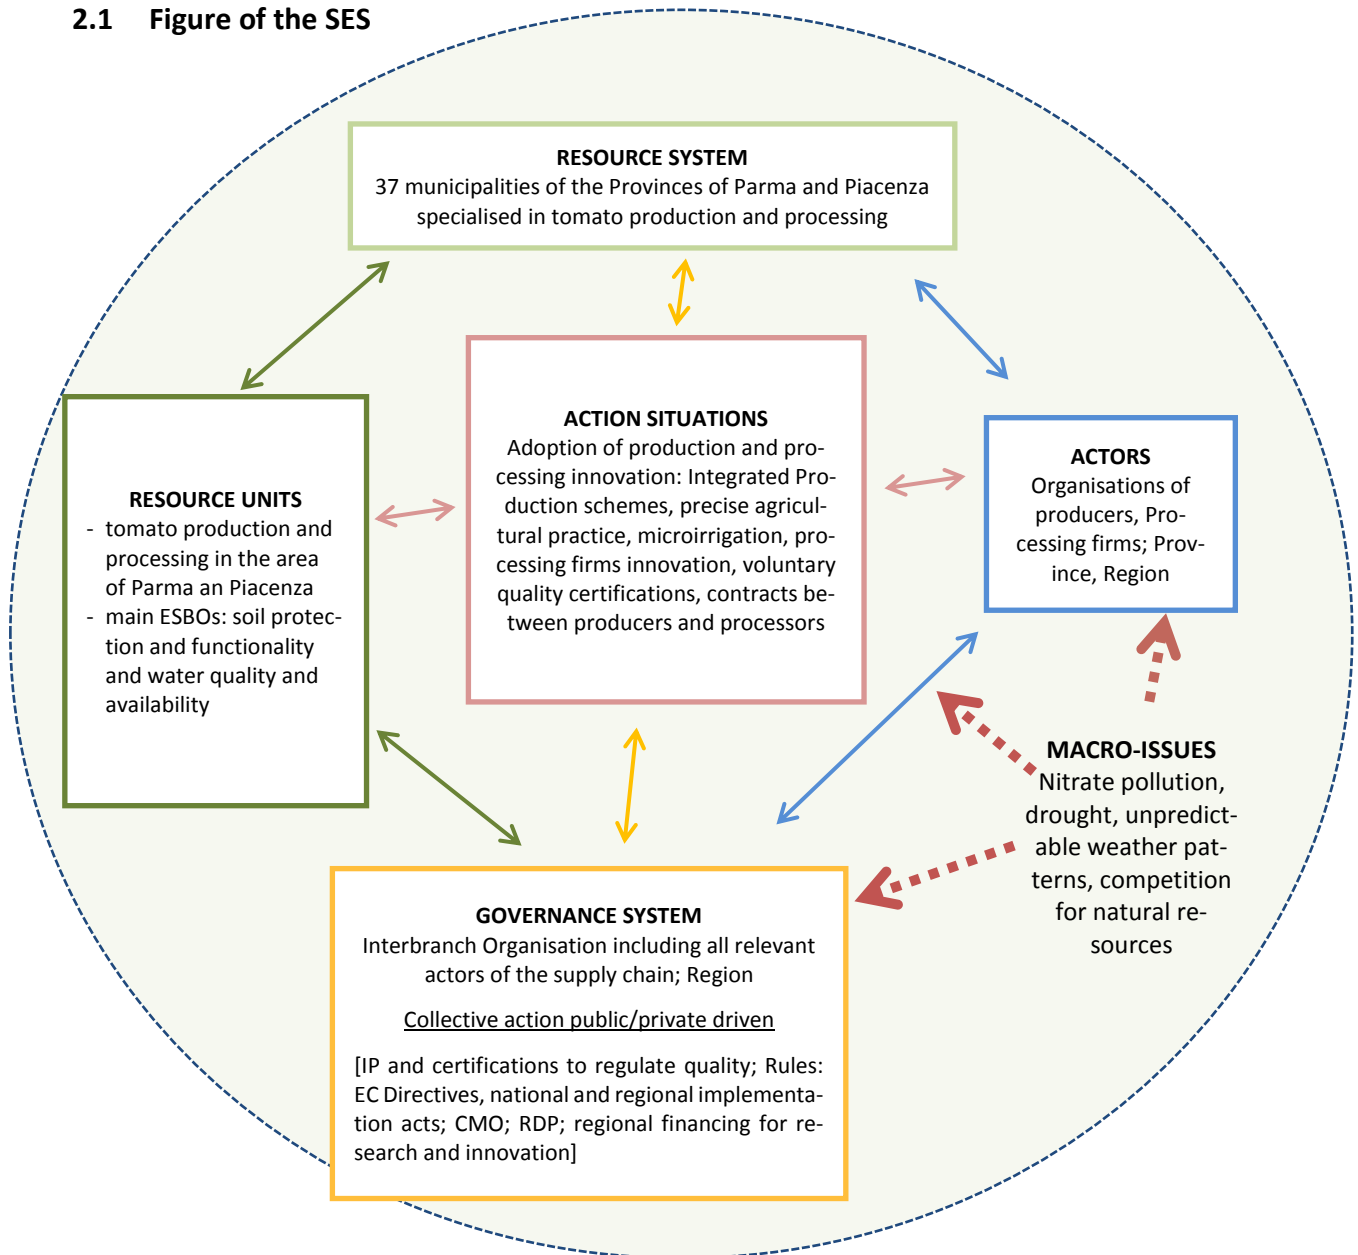 2.1 Figure of the SES
RESOURCE SYSTEM
37 municipalities of the Provinces of Parma and Piacenza
specialised in tomato production and processing
RESOURCE UNITS
- tomato production and
processing in the area
of Parma an Piacenza
- main ESBOs: soil protec-
tion and functionality
and water quality and
availability
ACTION SITUATIONS
Adoption of production and pro-
cessing innovation: Integrated Pro-
duction schemes, precise agricul-
tural practice, microirrigation, pro-
cessing firms innovation, voluntary
quality certifications, contracts be-
tween producers and processors
ACTORS
Organisations of
producers, Pro-
cessing firms; Prov-
ince, Region
MACRO-ISSUES
Nitrate pollution,
drought, unpredict-
able weather pat-
terns, competition
for natural re-
sources
GOVERNANCE SYSTEM
Interbranch Organisation including all relevant
actors of the supply chain; Region
Collective action public/private driven
[IP and certifications to regulate quality; Rules:
EC Directives, national and regional implementa-
tion acts; CMO; RDP; regional financing for re-
search and innovation]